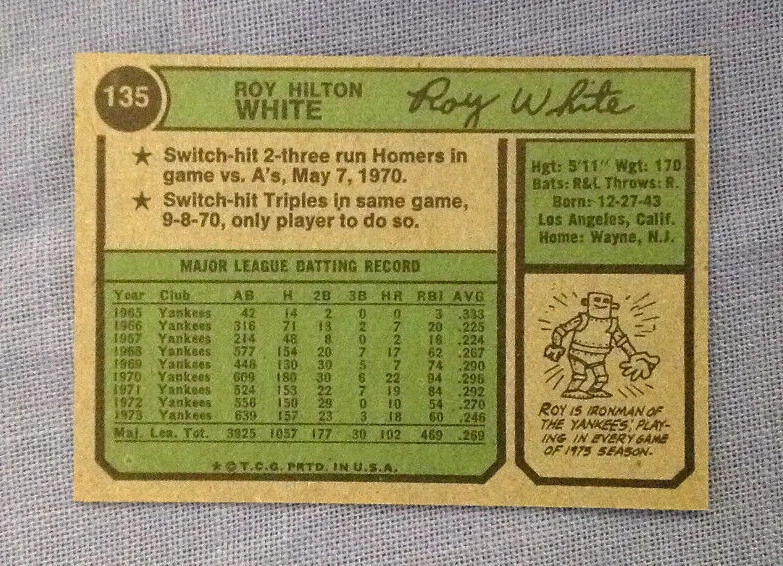 135
ROY HILTON
WHITE
Roy White
★ Switch-hit 2-three run Homers in
game vs. A's, May 7, 1970.
★ Switch-hit Triples in same game,
9-8-70, only player to do so.
Hgt: 5'11" Wgt: 170
Bats: R&L Throws: R.
Born: 12-27-43
Los Angeles, Calif.
Home: Wayne, N.J.
MAJOR LEAGUE BATTING RECORD
Year Club AB H 2B 3B HR RBI AVG
1965 Yankees 42 14 2 0 0 3 .333
1966 Yankees 316 71 13 2 7 20 .225
1967 Yankees 214 48 8 0 2 18 .224
1968 Yankees 577 154 20 7 17 62 .267
1969 Yankees 448 130 30 5 7 74 .290
1970 Yankees 609 180 30 6 22 94 .296
1971 Yankees 524 153 22 7 19 84 .292
1972 Yankees 556 150 29 0 10 54 .270
1973 Yankees 639 157 23 3 18 60 .246
Maj. Lea. Tot. 3925 1057 177 30 102 469 .269
★ © T.C.G. PRTD. IN U.S.A.
ROY IS IRONMAN OF
THE YANKEES, PLAY-
ING IN EVERY GAME
OF 1973 SEASON.